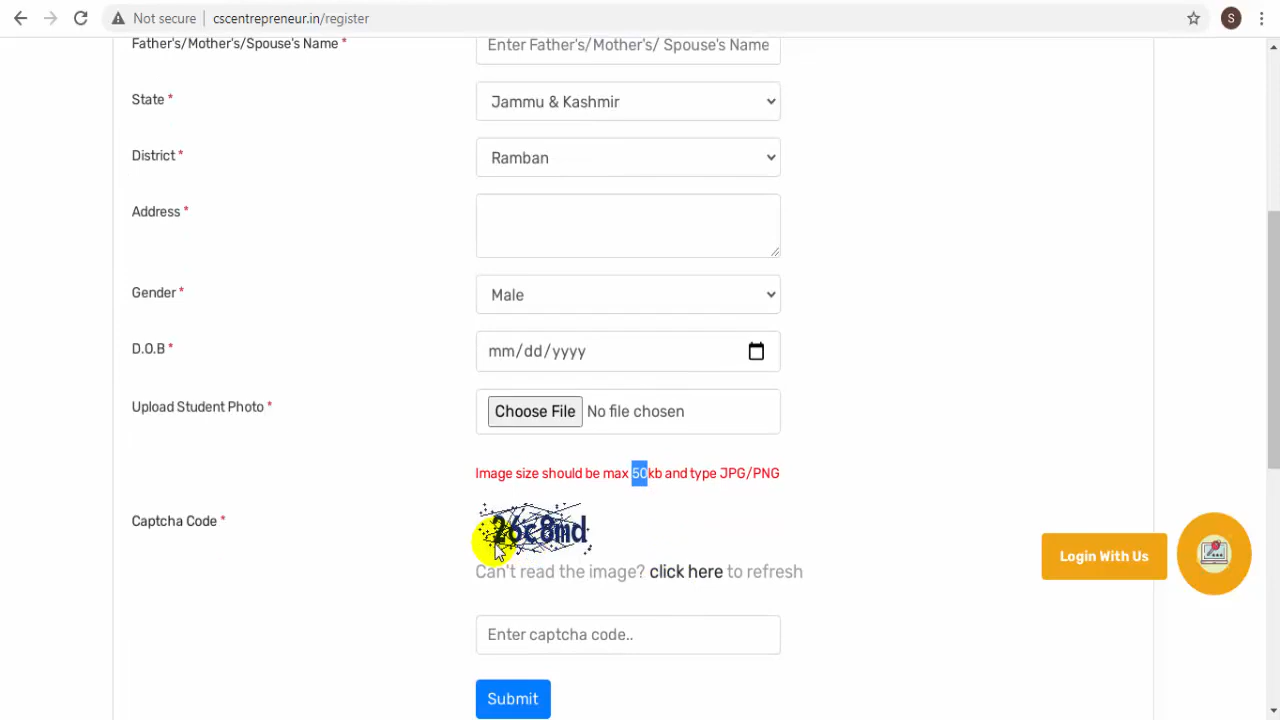 Not secure cscentrepreneur.in/register S
Father's/Mother's/Spouse's Name * Enter Father's/Mother's/ Spouse's Name
State * Jammu & Kashmir
District * Ramban
Address *
Gender * Male
D.O.B * mm/dd/yyyy
Upload Student Photo * Choose File No file chosen
Image size should be max 50kb and type JPG/PNG
Captcha Code * 26c8md
Can't read the image? click here to refresh
Login With Us
Enter captcha code..
Submit